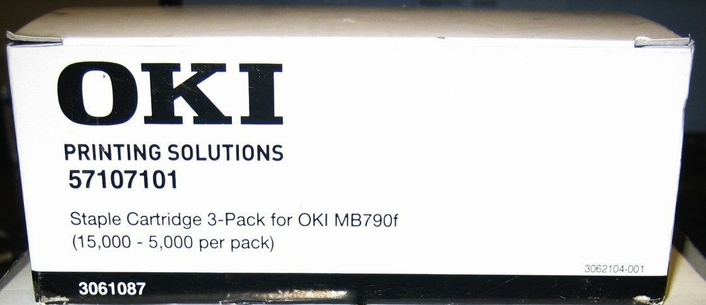 OKI
PRINTING SOLUTIONS
57107101
Staple Cartridge 3-Pack for OKI MB790f
(15,000 - 5,000 per pack)
3062104-001
3061087